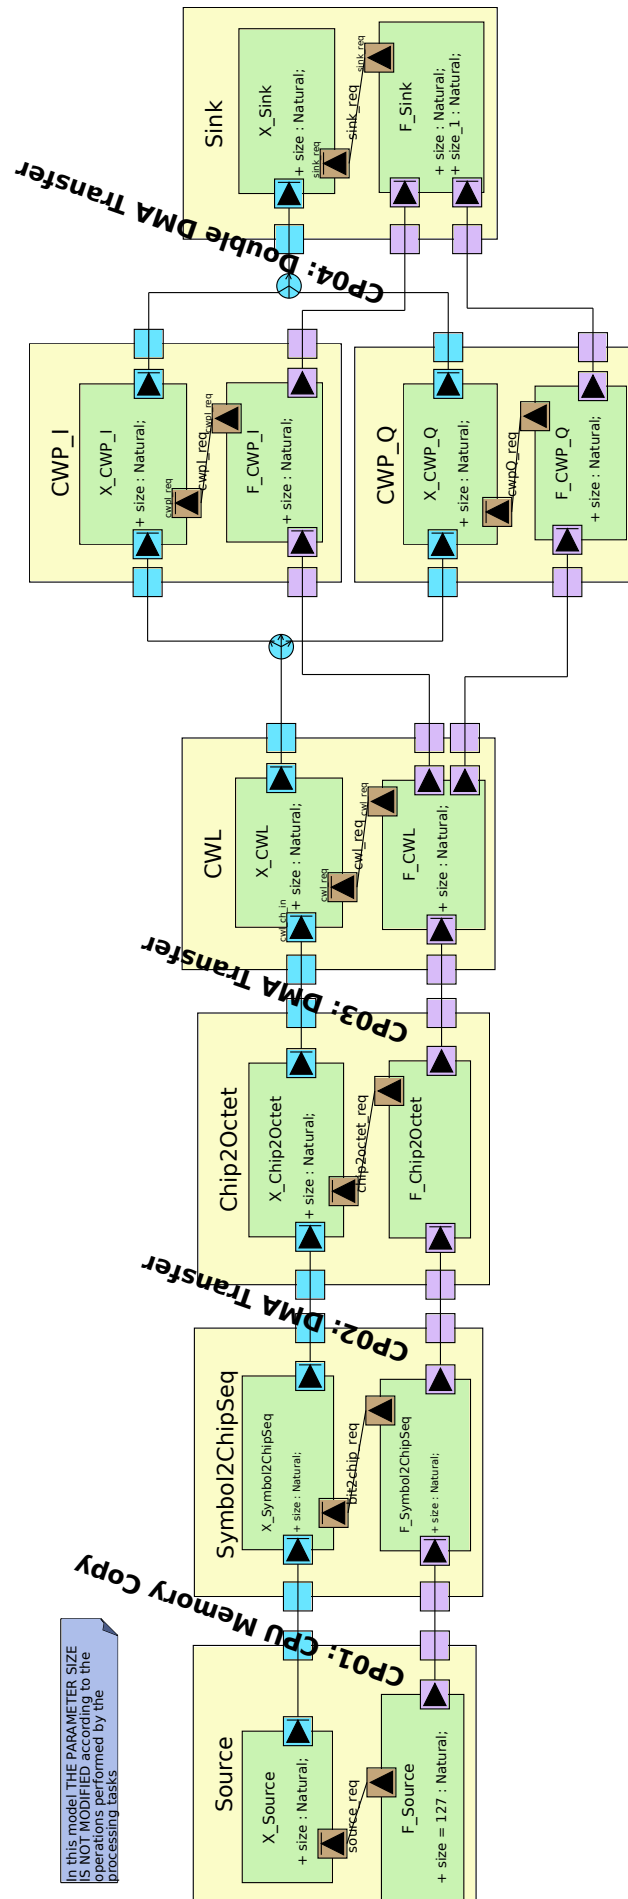 Sink
X_Sink
+ size : Natural;
sink_req
sink_req
sink_req
F_Sink
+ size : Natural;
+ size_1 : Natural;
CP04: Double DMA Transfer
CWP_I
X_CWP_I
+ size : Natural;
cwpI_req
cwpI_req
cwpI_req
F_CWP_I
+ size : Natural;
CWP_Q
X_CWP_Q
+ size : Natural;
cwpQ_req
F_CWP_Q
+ size : Natural;
CWL
X_CWL
+ size : Natural;
cwl_ch_in
cwl_req
cwl_req
cwl_req
F_CWL
+ size : Natural;
CP03: DMA Transfer
Chip2Octet
X_Chip2Octet
+ size : Natural;
chip2octet_req
F_Chip2Octet
CP02: DMA Transfer
Symbol2ChipSeq
X_Symbol2ChipSeq
+ size : Natural;
bit2chip_req
F_Symbol2ChipSeq
+ size : Natural;
CP01: CPU Memory Copy
Source
X_Source
+ size : Natural;
source_req
F_Source
+ size = 127 : Natural;
In this model THE PARAMETER SIZE
IS NOT MODIFIED according to the
operations performed by the
processing tasks